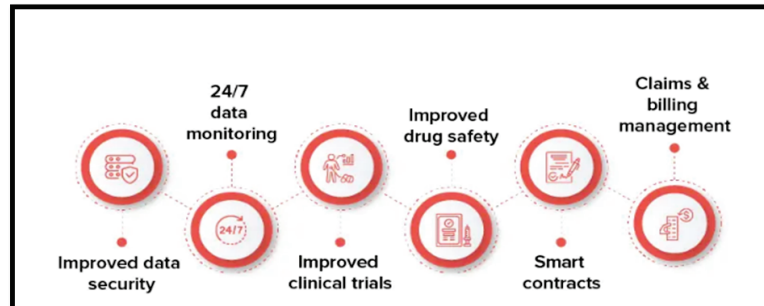 Improved data
security
24/7
data
monitoring
24/7
Improved
clinical trials
Improved
drug safety
Smart
contracts
Claims &
billing
management